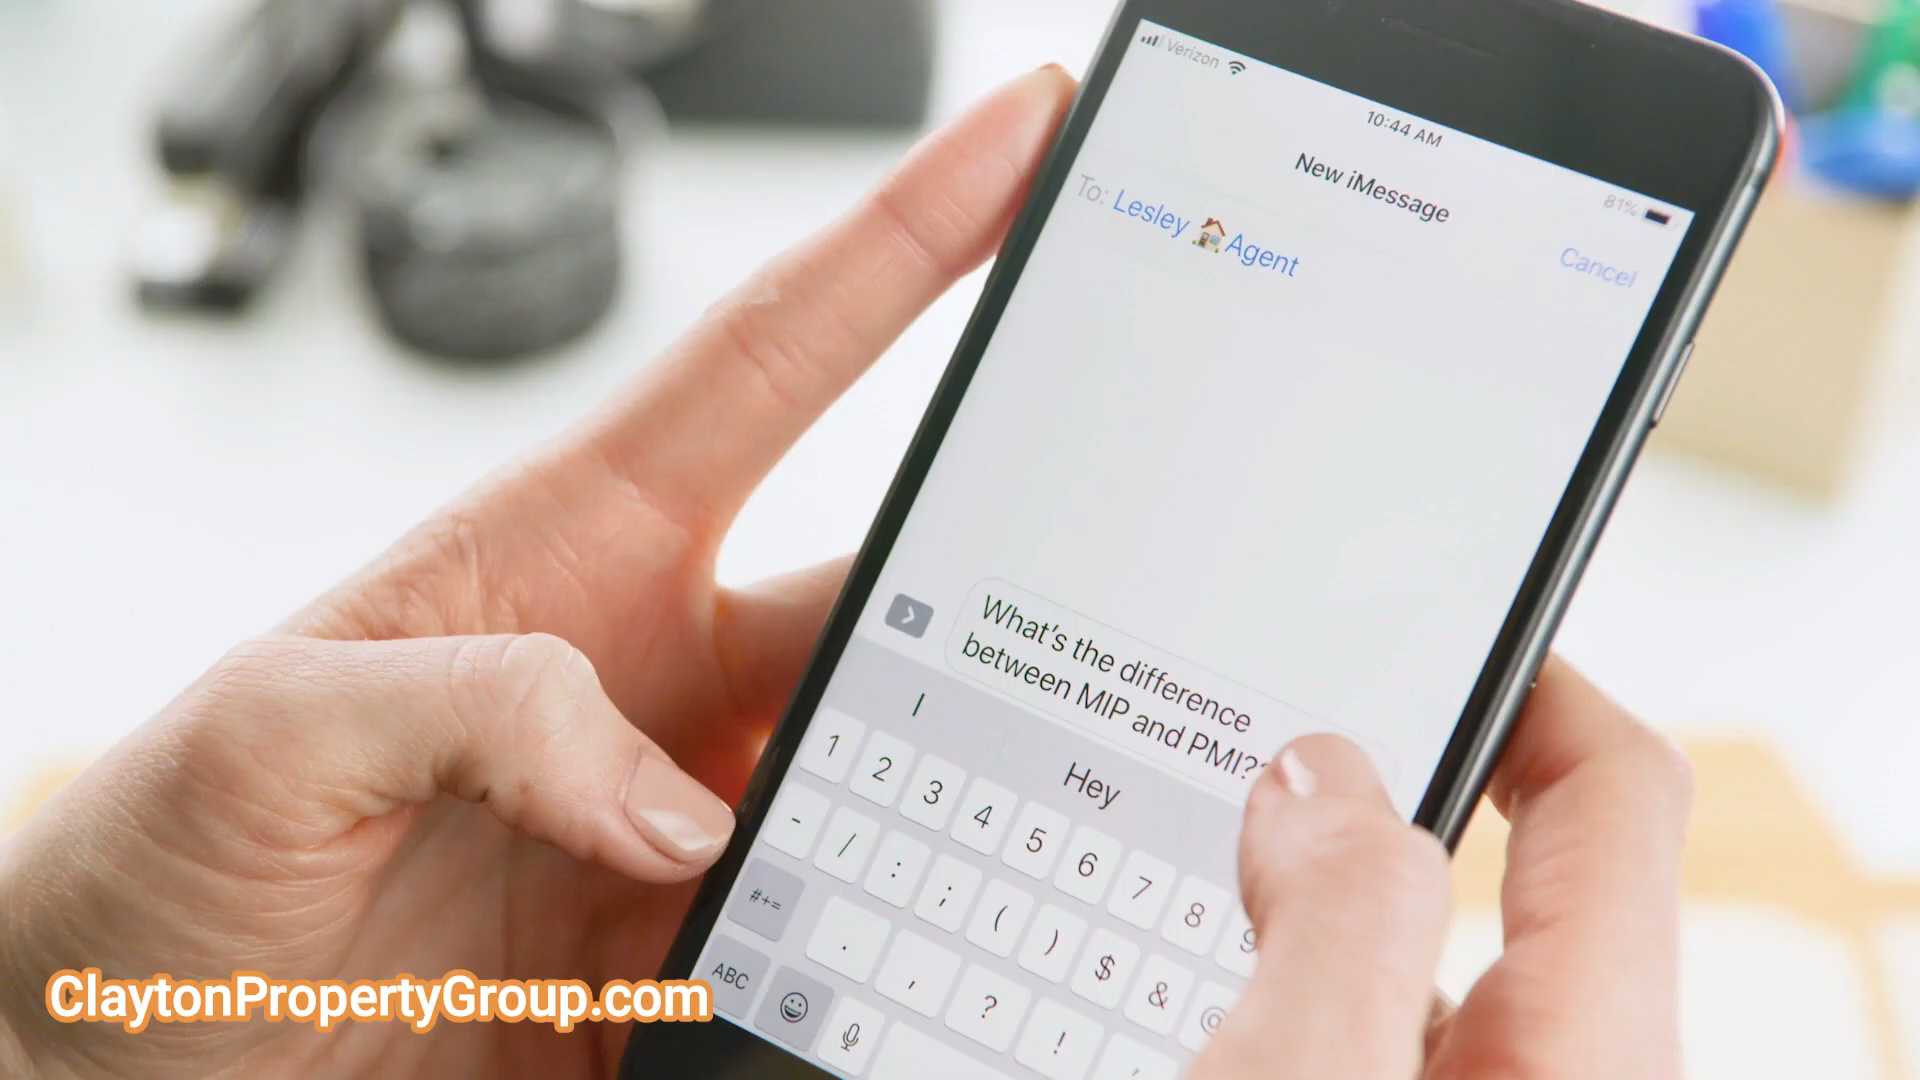 Verizon
10:44 AM
81%
New iMessage
To: Lesley 🏠Agent
Cancel
What's the difference
between MIP and PMI?
I
Hey
1 2 3 4 5 6 7 8 9
- / : ; ( ) $ & @
#+= . , ? ! ,
ABC
ClaytonPropertyGroup.com